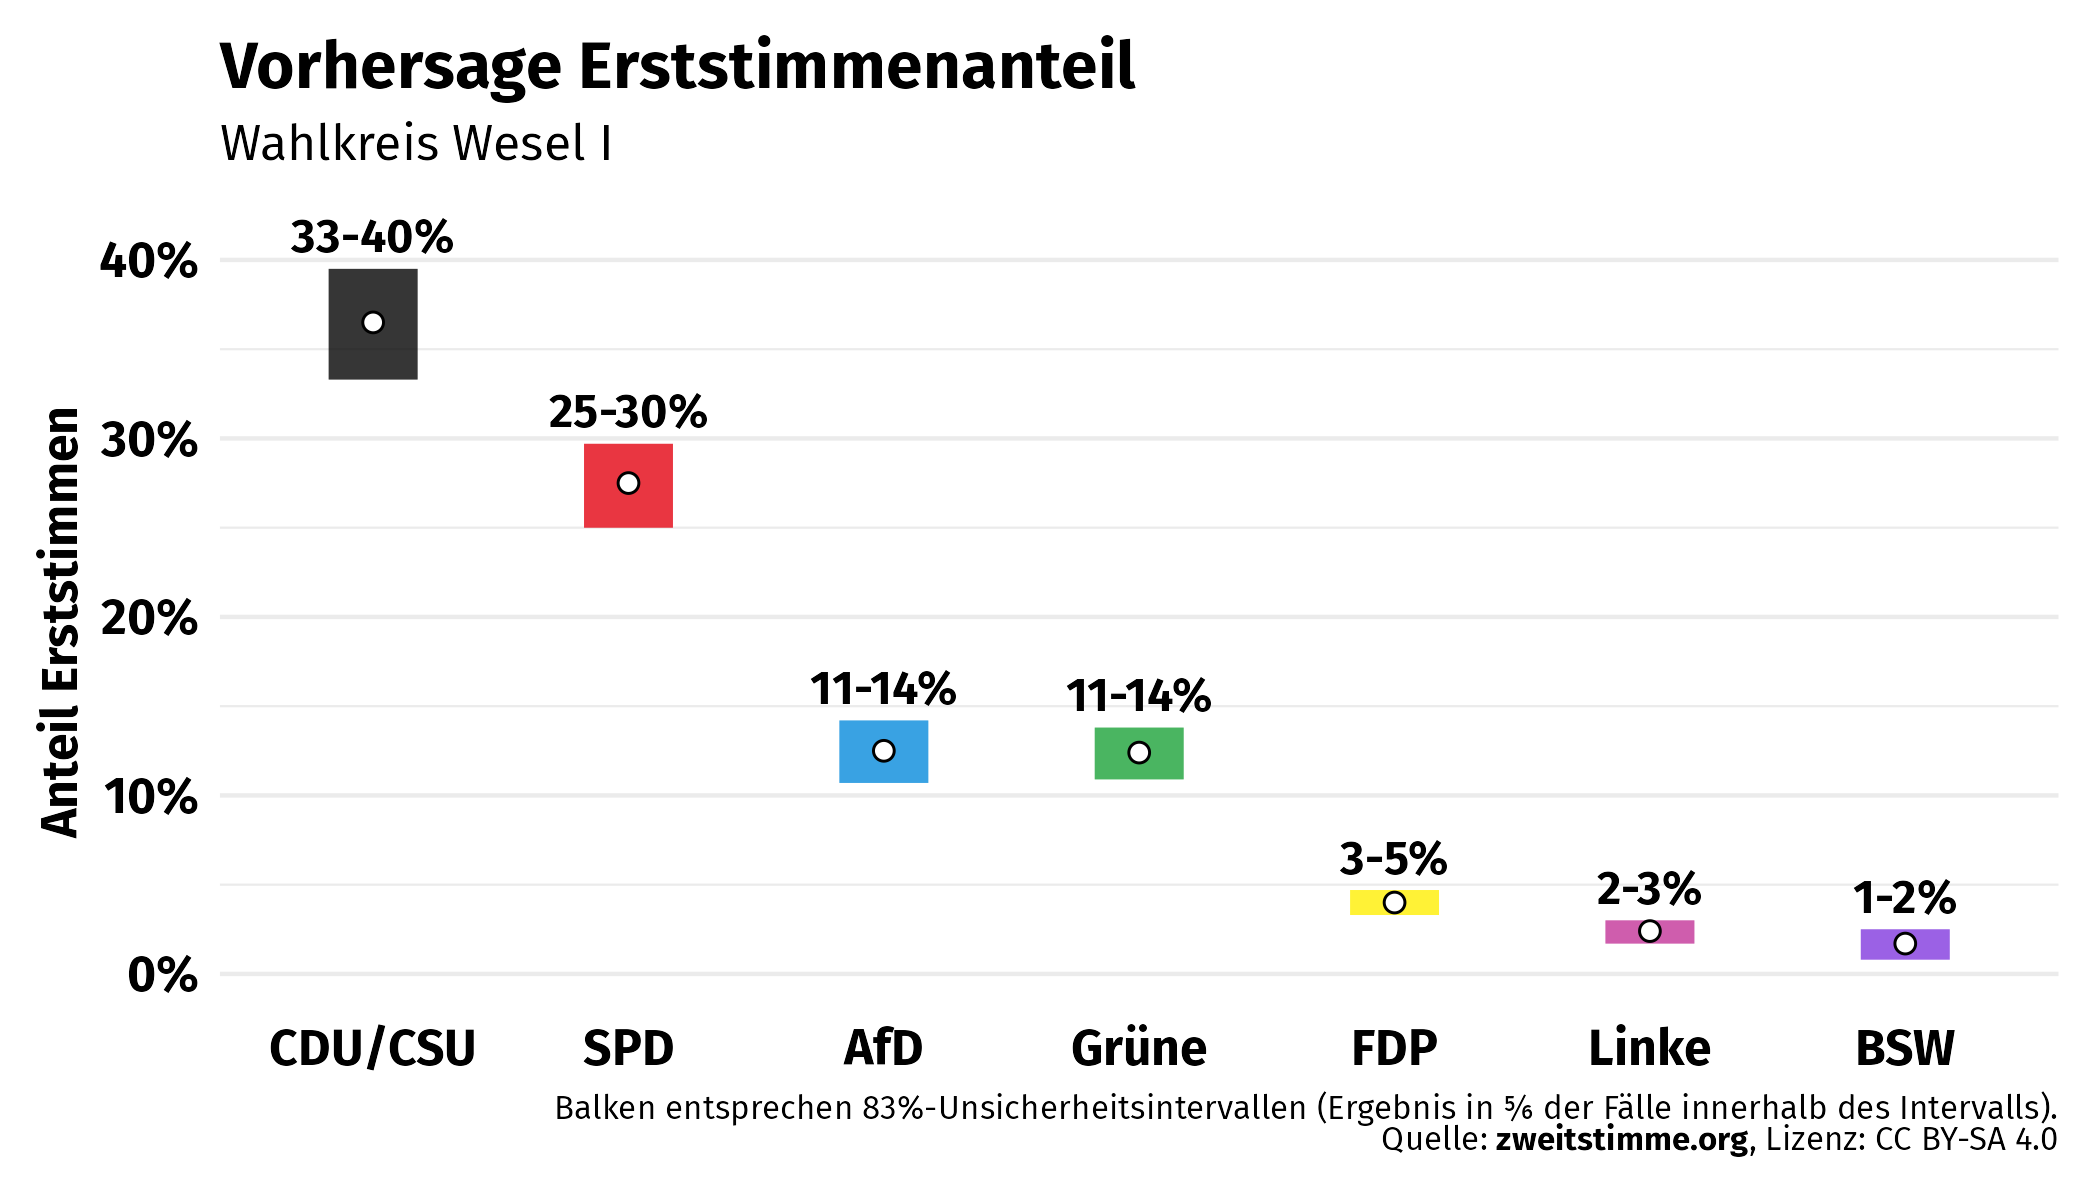 Vorhersage Erststimmenanteil
Wahlkreis Wesel I
Anteil Erststimmen
40%
30%
20%
10%
0%
33-40%
25-30%
11-14%
11-14%
3-5%
2-3%
1-2%
CDU/CSU
SPD
AfD
Grüne
FDP
Linke
BSW
Balken entsprechen 83%-Unsicherheitsintervallen (Ergebnis in ⅚ der Fälle innerhalb des Intervalls).
Quelle: zweitstimme.org, Lizenz: CC BY-SA 4.0